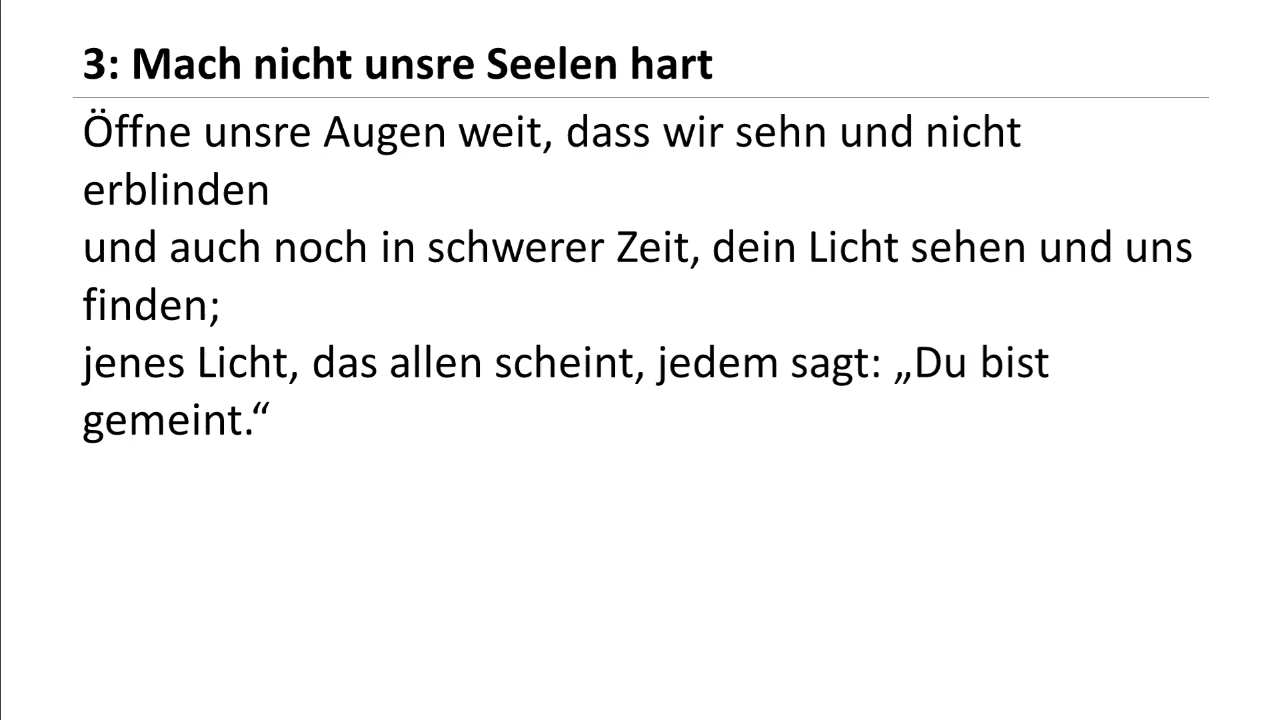 3: Mach nicht unsre Seelen hart
Öffne unsre Augen weit, dass wir sehn und nicht
erblinden
und auch noch in schwerer Zeit, dein Licht sehen und uns
finden;
jenes Licht, das allen scheint, jedem sagt: „Du bist
gemeint.“